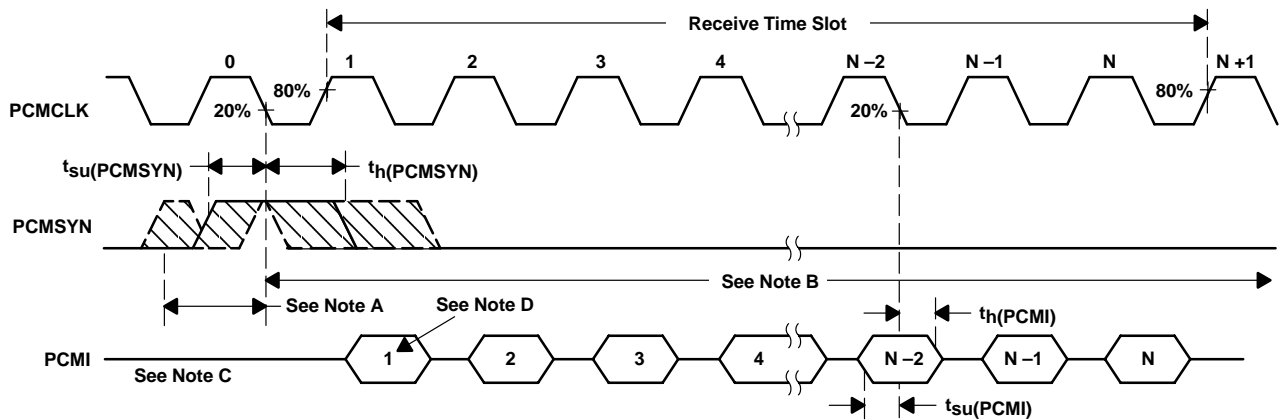 Receive Time Slot
0 1 2 3 4 N –2 N –1 N N +1
80% 80%
PCMCLK 20% 20%
tsu(PCMSYN) th(PCMSYN)
PCMSYN
See Note B
See Note A
See Note D
th(PCMI)
PCMI 1 2 3 4 N –2 N –1 N
See Note C
tsu(PCMI)